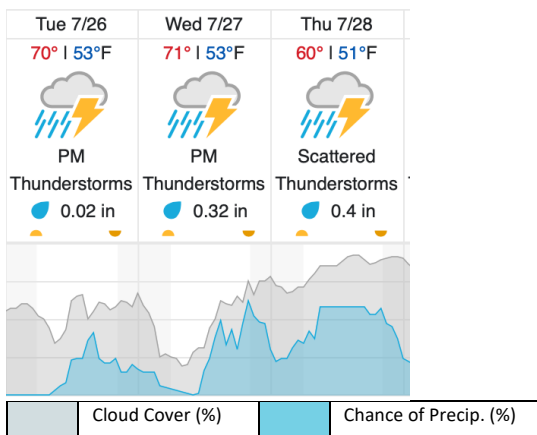 Tue 7/26 Wed 7/27 Thu 7/28
70° | 53°F 71° | 53°F 60° | 51°F
PM PM Scattered
Thunderstorms Thunderstorms Thunderstorms
0.02 in 0.32 in 0.4 in
Cloud Cover (%) Chance of Precip. (%)